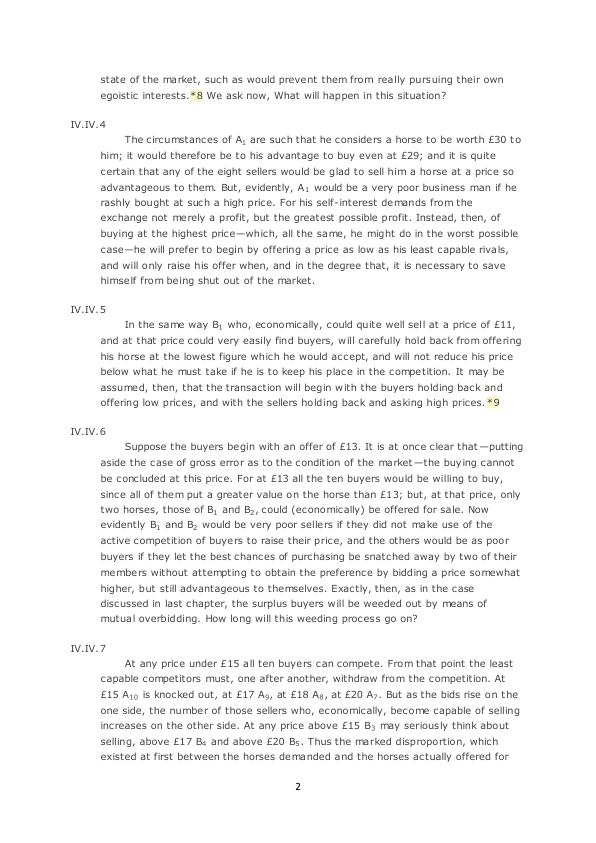 state of the market, such as would prevent them from really pursuing their own
egoistic interests.*8 We ask now, What will happen in this situation?
IV.IV.4
The circumstances of A₁ are such that he considers a horse to be worth £30 to
him; it would therefore be to his advantage to buy even at £29; and it is quite
certain that any of the eight sellers would be glad to sell him a horse at a price so
advantageous to them. But, evidently, A₁ would be a very poor business man if he
rashly bought at such a high price. For his self-interest demands from the
exchange not merely a profit, but the greatest possible profit. Instead, then, of
buying at the highest price—which, all the same, he might do in the worst possible
case—he will prefer to begin by offering a price as low as his least capable rivals,
and will only raise his offer when, and in the degree that, it is necessary to save
himself from being shut out of the market.
IV.IV.5
In the same way B₁ who, economically, could quite well sell at a price of £11,
and at that price could very easily find buyers, will carefully hold back from offering
his horse at the lowest figure which he would accept, and will not reduce his price
below what he must take if he is to keep his place in the competition. It may be
assumed, then, that the transaction will begin with the buyers holding back and
offering low prices, and with the sellers holding back and asking high prices.*9
IV.IV.6
Suppose the buyers begin with an offer of £13. It is at once clear that—putting
aside the case of gross error as to the condition of the market—the buying cannot
be concluded at this price. For at £13 all the ten buyers would be willing to buy,
since all of them put a greater value on the horse than £13; but, at that price, only
two horses, those of B₁ and B₂, could (economically) be offered for sale. Now
evidently B₁ and B₂ would be very poor sellers if they did not make use of the
active competition of buyers to raise their price, and the others would be as poor
buyers if they let the best chances of purchasing be snatched away by two of their
members without attempting to obtain the preference by bidding a price somewhat
higher, but still advantageous to themselves. Exactly, then, as in the case
discussed in last chapter, the surplus buyers will be weeded out by means of
mutual overbidding. How long will this weeding process go on?
IV.IV.7
At any price under £15 all ten buyers can compete. From that point the least
capable competitors must, one after another, withdraw from the competition. At
£15 A₁₀ is knocked out, at £17 A₉, at £18 A₈, at £20 A₇. But as the bids rise on the
one side, the number of those sellers who, economically, become capable of selling
increases on the other side. At any price above £15 B₃ may seriously think about
selling, above £17 B₄ and above £20 B₅. Thus the marked disproportion, which
existed at first between the horses demanded and the horses actually offered for
2